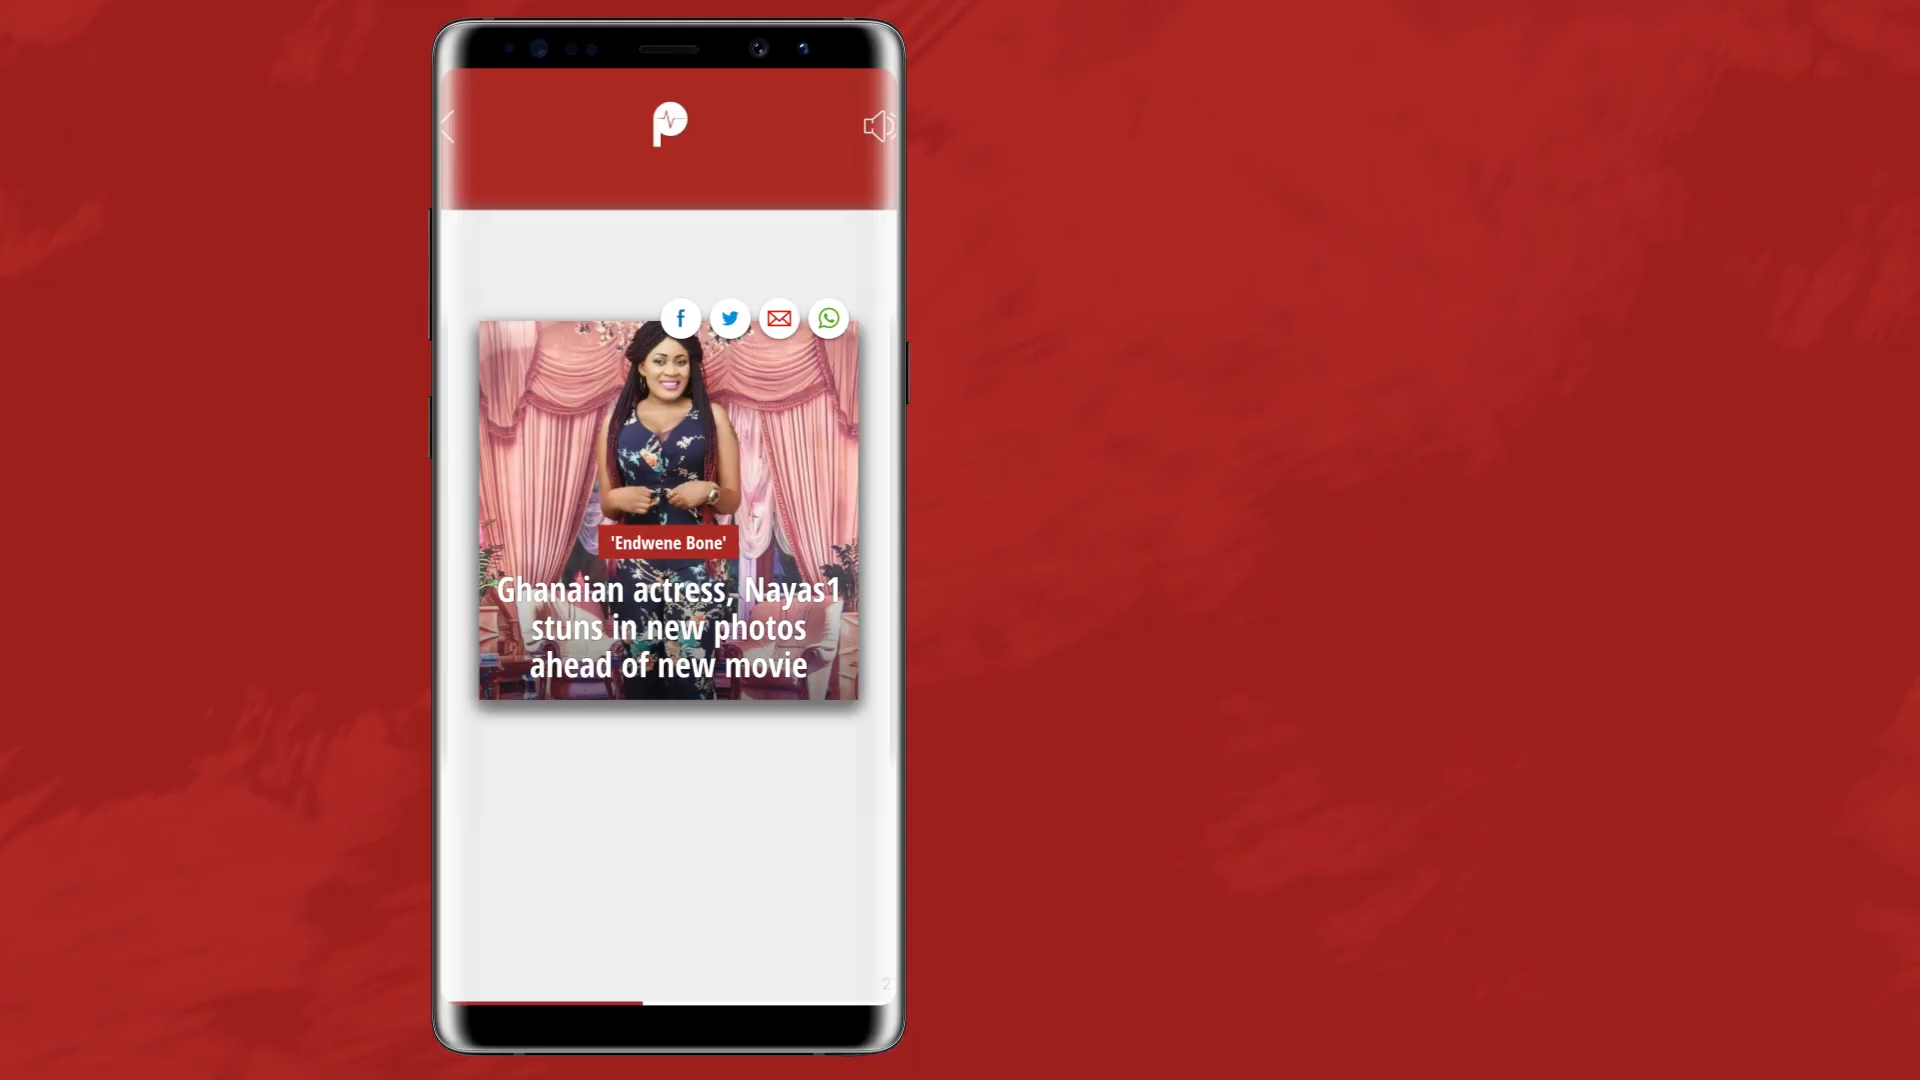 'Endwene Bone'
Ghanaian actress, Nayas1
stuns in new photos
ahead of new movie